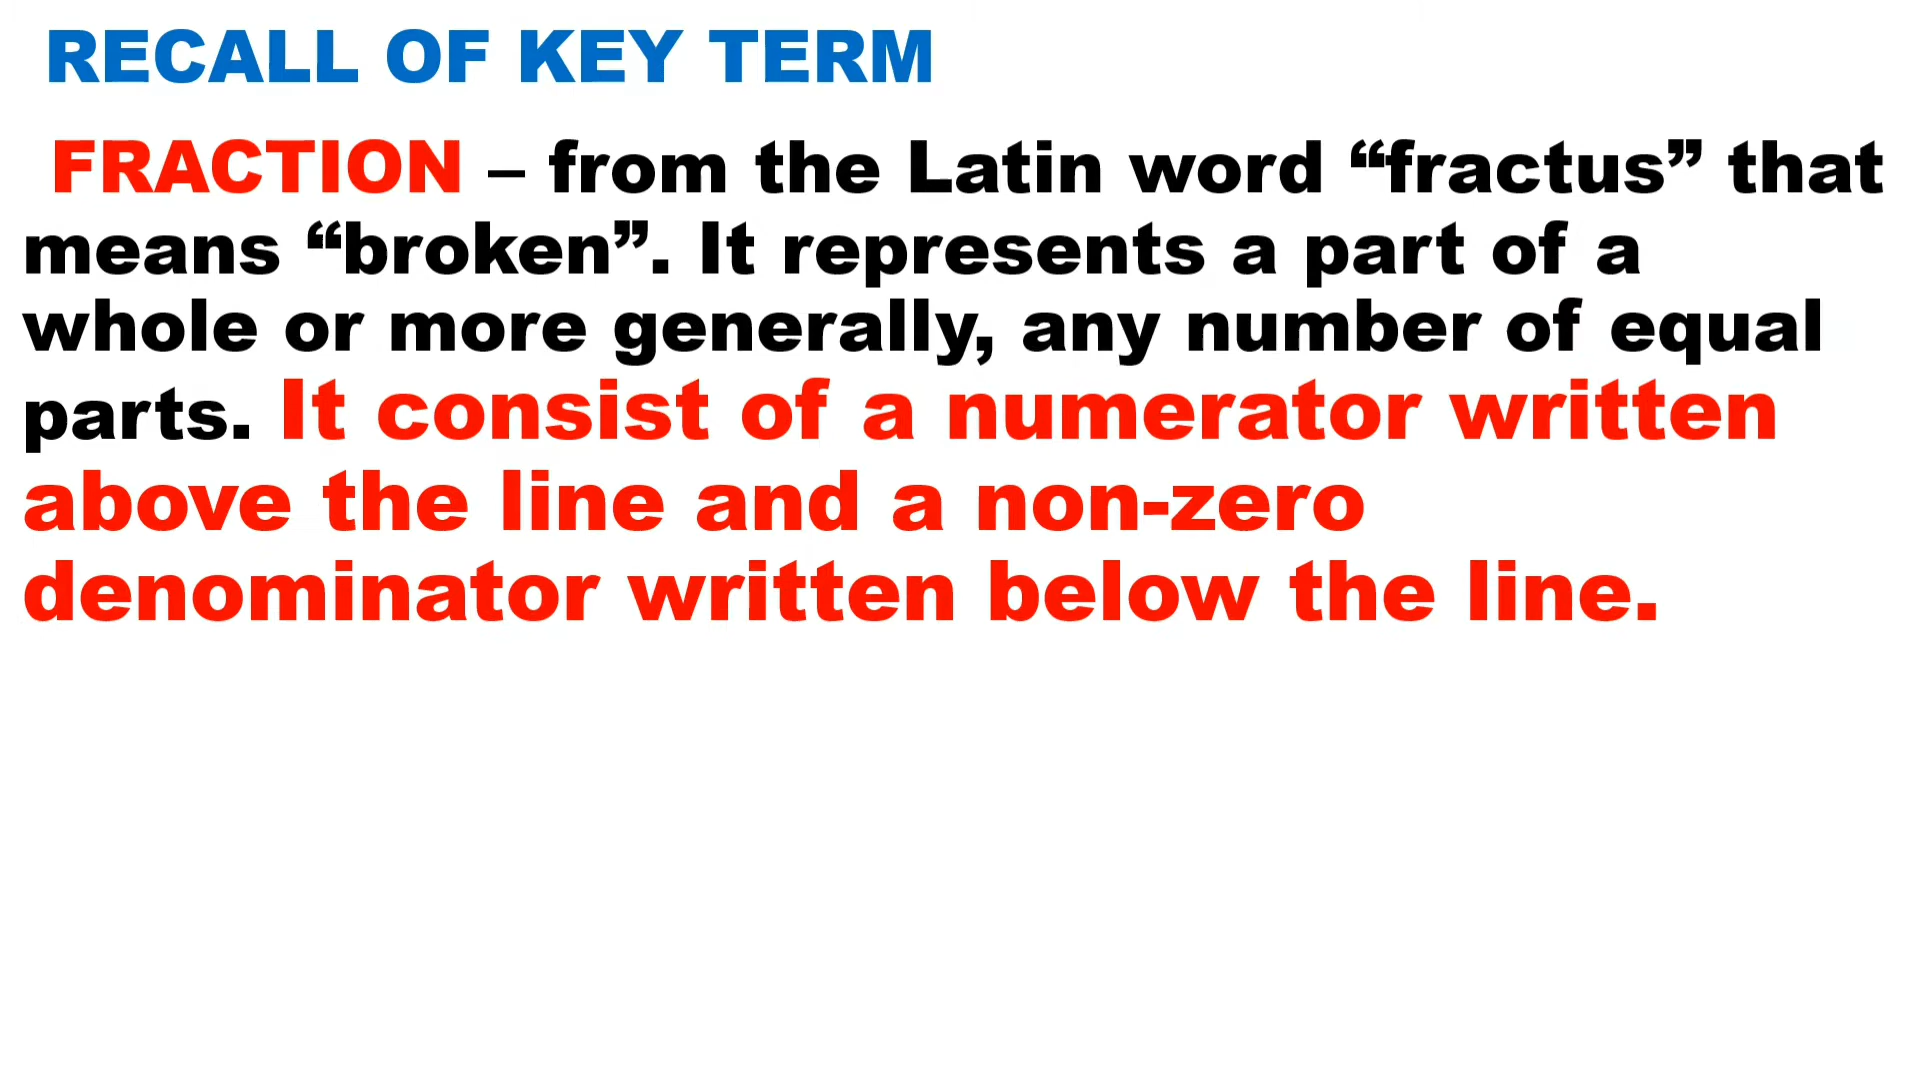 RECALL OF KEY TERM
FRACTION – from the Latin word “fractus” that
means “broken”. It represents a part of a
whole or more generally, any number of equal
parts. It consist of a numerator written
above the line and a non-zero
denominator written below the line.